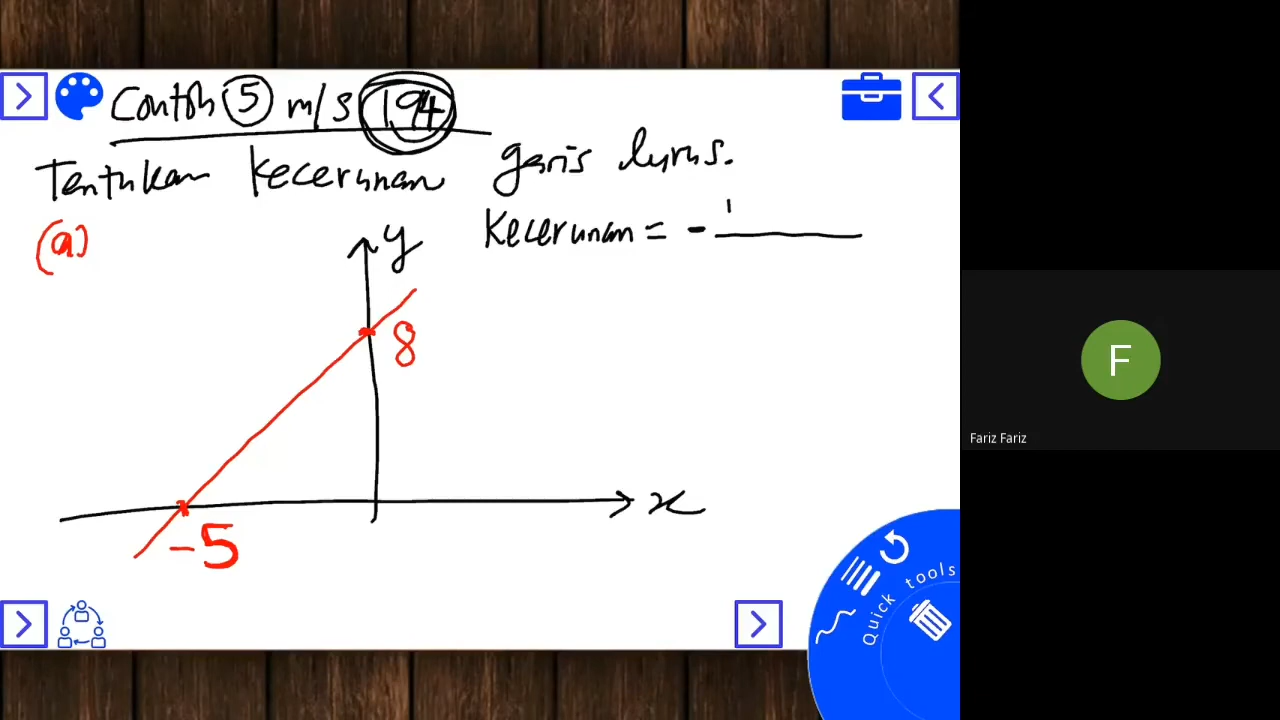 Contoh 5 m/s 194
Tentukan kecerunan garis lurus.
(a)
Kecerunan = -
y
8
x
-5
Quick tools
F
Fariz Fariz